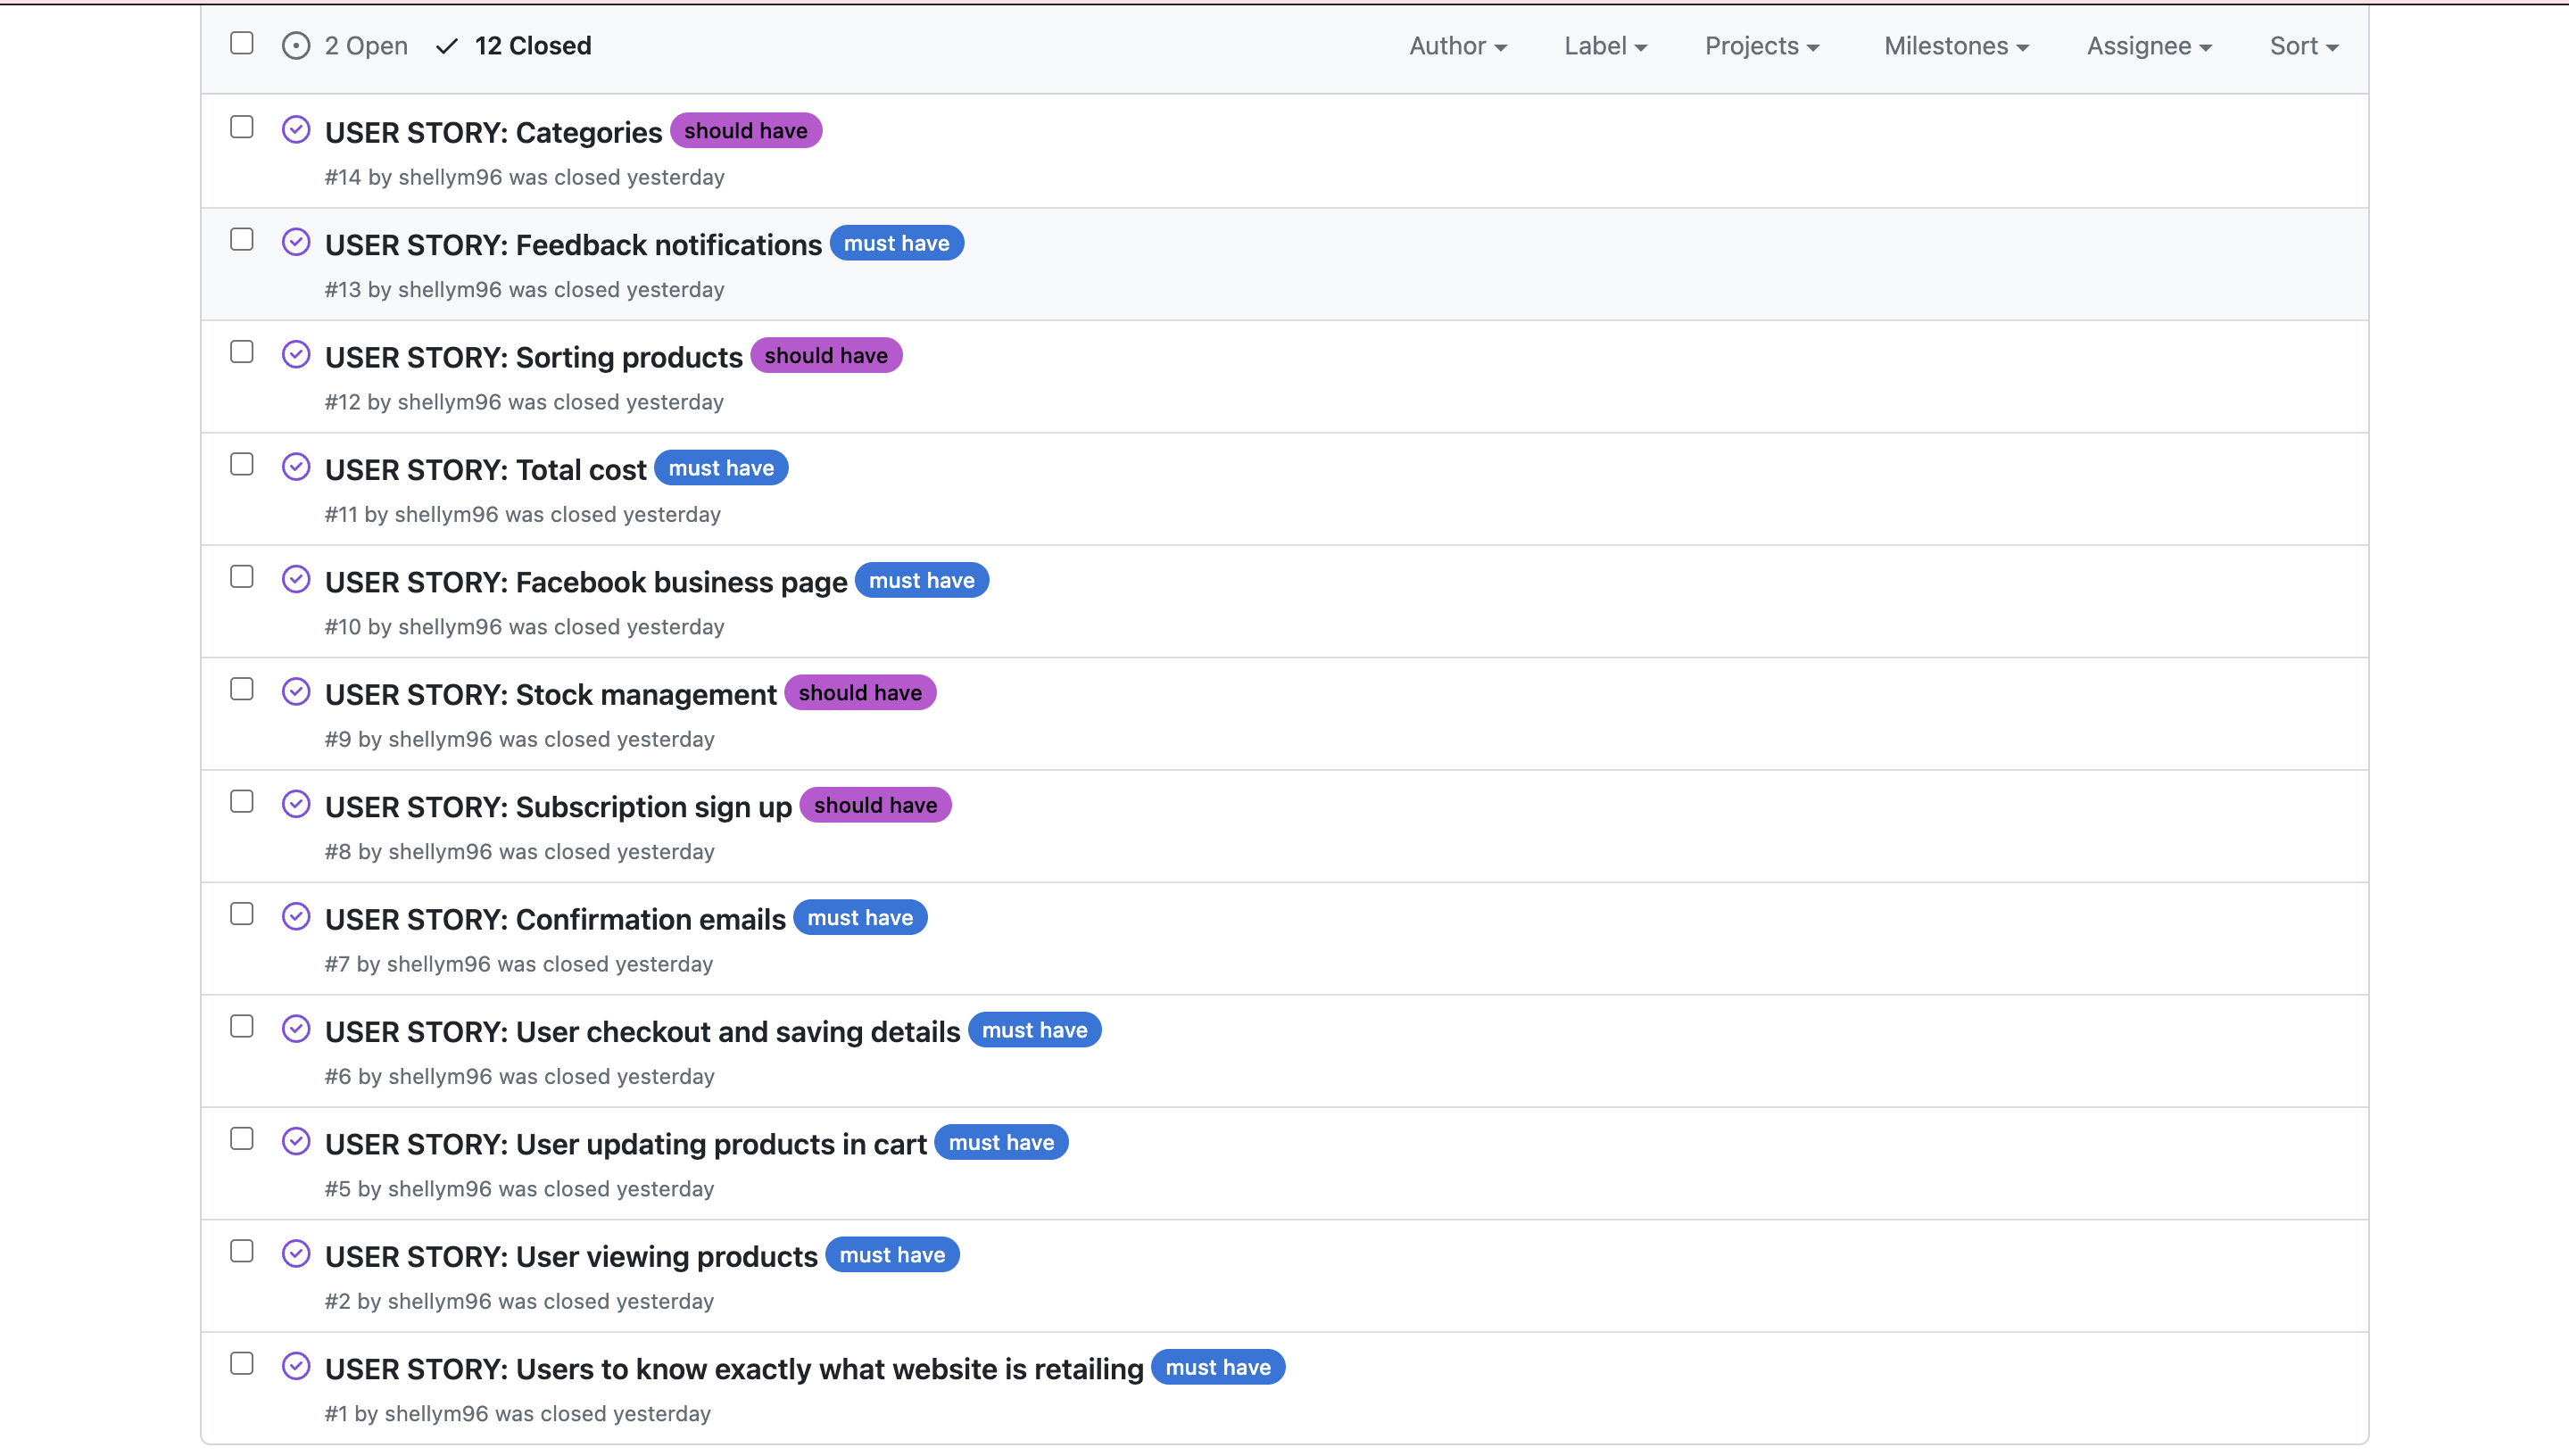 2 Open 12 Closed Author Label Projects Milestones Assignee Sort
USER STORY: Categories should have
#14 by shellym96 was closed yesterday
USER STORY: Feedback notifications must have
#13 by shellym96 was closed yesterday
USER STORY: Sorting products should have
#12 by shellym96 was closed yesterday
USER STORY: Total cost must have
#11 by shellym96 was closed yesterday
USER STORY: Facebook business page must have
#10 by shellym96 was closed yesterday
USER STORY: Stock management should have
#9 by shellym96 was closed yesterday
USER STORY: Subscription sign up should have
#8 by shellym96 was closed yesterday
USER STORY: Confirmation emails must have
#7 by shellym96 was closed yesterday
USER STORY: User checkout and saving details must have
#6 by shellym96 was closed yesterday
USER STORY: User updating products in cart must have
#5 by shellym96 was closed yesterday
USER STORY: User viewing products must have
#2 by shellym96 was closed yesterday
USER STORY: Users to know exactly what website is retailing must have
#1 by shellym96 was closed yesterday